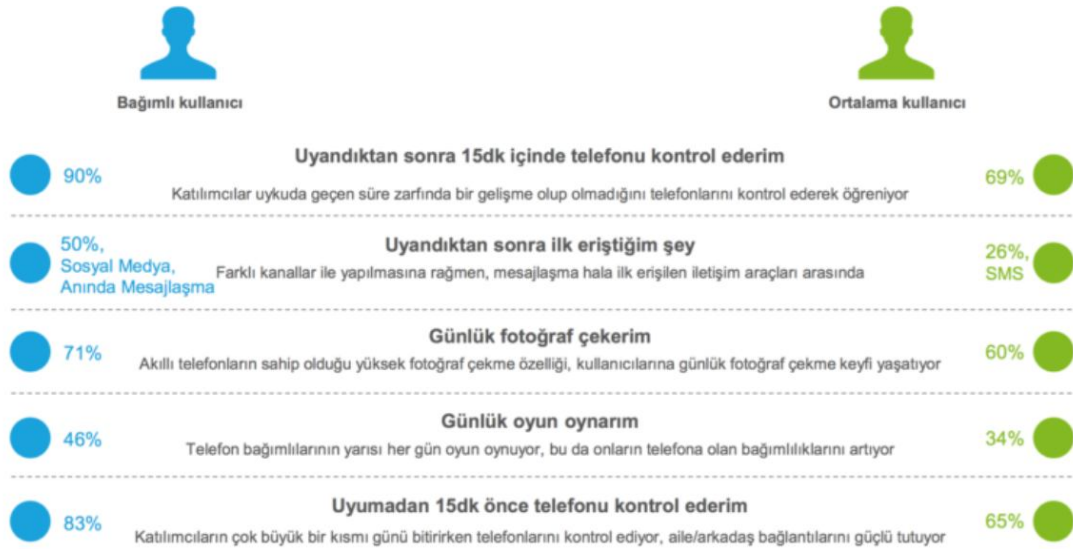 Bağımlı kullanıcı
Ortalama kullanıcı
Uyandıktan sonra 15dk içinde telefonu kontrol ederim
90%
69%
Katılımcılar uykuda geçen süre zarfında bir gelişme olup olmadığını telefonlarını kontrol ederek öğreniyor
50%,
Sosyal Medya,
Anında Mesajlaşma
Uyandıktan sonra ilk eriştiğim şey
Farklı kanallar ile yapılmasına rağmen, mesajlaşma hala ilk erişilen iletişim araçları arasında
26%,
SMS
Günlük fotoğraf çekerim
71%
60%
Akıllı telefonların sahip olduğu yüksek fotoğraf çekme özelliği, kullanıcılarına günlük fotoğraf çekme keyfi yaşatıyor
Günlük oyun oynarım
46%
34%
Telefon bağımlılarının yarısı her gün oyun oynuyor, bu da onların telefona olan bağımlılıklarını artıyor
Uyumadan 15dk önce telefonu kontrol ederim
83%
65%
Katılımcıların çok büyük bir kısmı günü bitirirken telefonlarını kontrol ediyor, aile/arkadaş bağlantılarını güçlü tutuyor